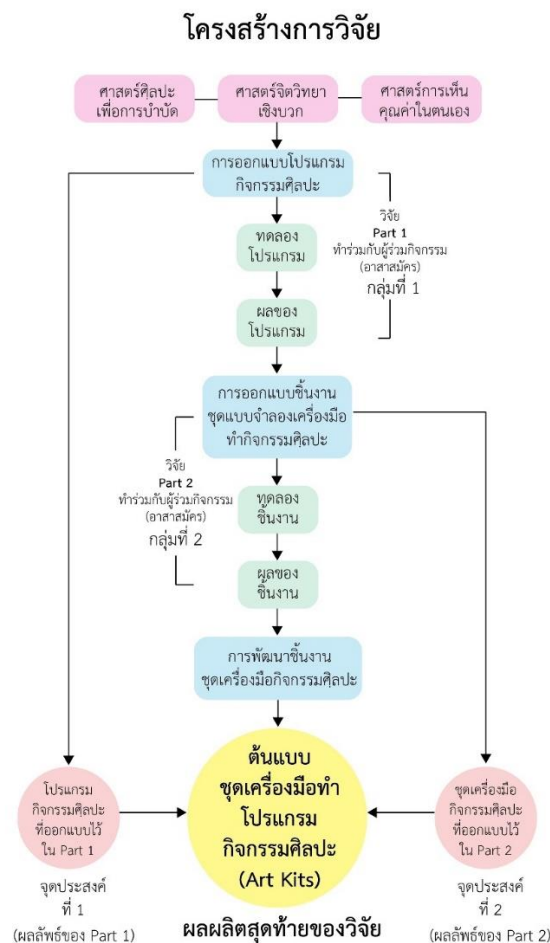 โครงสร้างการวิจัย
ศาสตร์ศิลปะ
เพื่อการบำบัด
ศาสตร์จิตวิทยา
เชิงบวก
ศาสตร์การเห็น
คุณค่าในตนเอง
การออกแบบโปรแกรม
กิจกรรมศิลปะ
วิจัย
Part 1
ทำร่วมกับผู้ร่วมกิจกรรม
(อาสาสมัคร)
กลุ่มที่ 1
ทดลอง
โปรแกรม
ผลของ
โปรแกรม
การออกแบบชิ้นงาน
ชุดแบบจำลองเครื่องมือ
ทำกิจกรรมศิลปะ
วิจัย
Part 2
ทำร่วมกับผู้ร่วมกิจกรรม
(อาสาสมัคร)
กลุ่มที่ 2
ทดลอง
ชิ้นงาน
ผลของ
ชิ้นงาน
การพัฒนาชิ้นงาน
ชุดเครื่องมือกิจกรรมศิลปะ
โปรแกรม
กิจกรรมศิลปะ
ที่ออกแบบไว้
ใน Part 1
จุดประสงค์
ที่ 1
(ผลลัพธ์ของ Part 1)
ต้นแบบ
ชุดเครื่องมือทำ
โปรแกรม
กิจกรรมศิลปะ
(Art Kits)
ผลผลิตสุดท้ายของวิจัย
ชุดเครื่องมือ
กิจกรรมศิลปะ
ที่ออกแบบไว้
ใน Part 2
จุดประสงค์
ที่ 2
(ผลลัพธ์ของ Part 2)